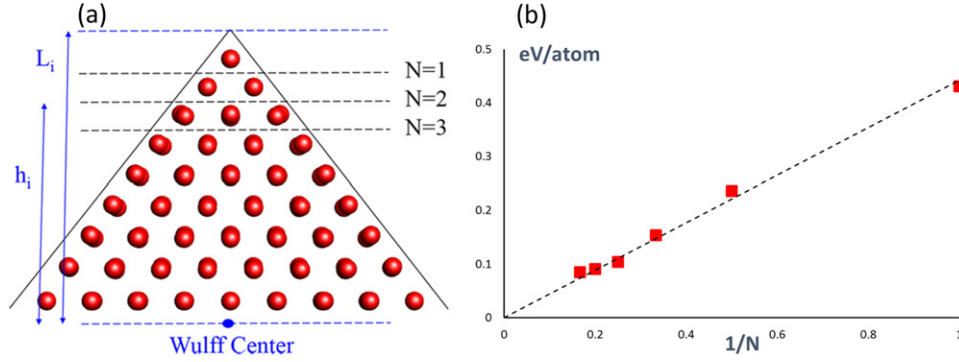 (a)
L_i
h_i
N=1
N=2
N=3
Wulff Center
(b)
eV/atom
0.5
0.4
0.3
0.2
0.1
0
0 0.2 0.4 0.6 0.8 1
1/N